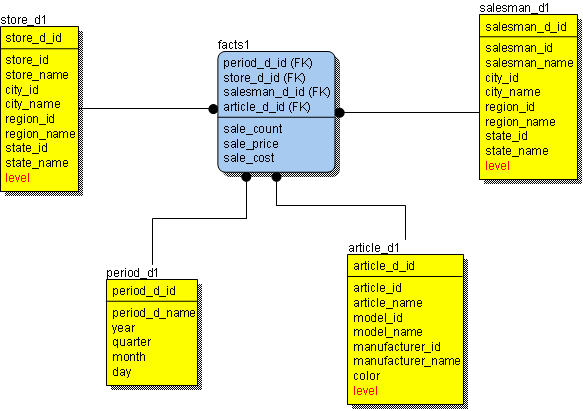 store_d1
store_d_id
store_id
store_name
city_id
city_name
region_id
region_name
state_id
state_name
level
facts1
period_d_id (FK)
store_d_id (FK)
salesman_d_id (FK)
article_d_id (FK)
sale_count
sale_price
sale_cost
salesman_d1
salesman_d_id
salesman_id
salesman_name
city_id
city_name
region_id
region_name
state_id
state_name
level
period_d1
period_d_id
period_d_name
year
quarter
month
day
article_d1
article_d_id
article_id
article_name
model_id
model_name
manufacturer_id
manufacturer_name
color
level